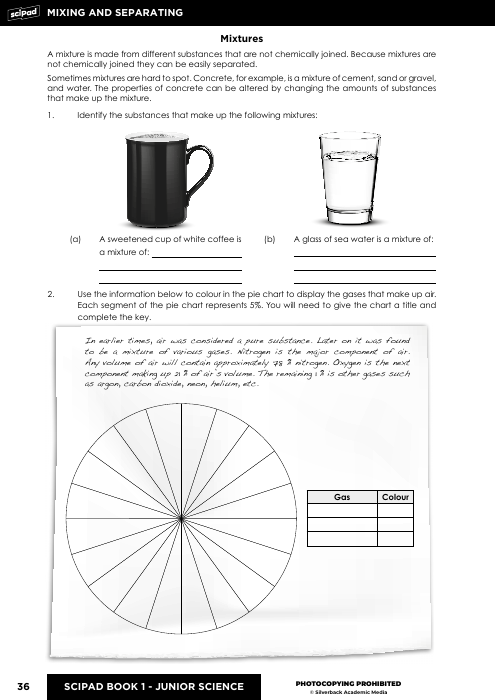 scipad MIXING AND SEPARATING
Mixtures
A mixture is made from different substances that are not chemically joined. Because mixtures are
not chemically joined they can be easily separated.
Sometimes mixtures are hard to spot. Concrete, for example, is a mixture of cement, sand or gravel,
and water. The properties of concrete can be altered by changing the amounts of substances
that make up the mixture.
1. Identify the substances that make up the following mixtures:
(a) A sweetened cup of white coffee is
a mixture of:
(b) A glass of sea water is a mixture of:
2. Use the information below to colour in the pie chart to display the gases that make up air.
Each segment of the pie chart represents 5%. You will need to give the chart a title and
complete the key.
In earlier times, air was considered a pure substance. Later on it was found
to be a mixture of various gases. Nitrogen is the major component of air.
Any volume of air will contain approximately 78 % nitrogen. Oxygen is the next
component making up 21 % of air's volume. The remaining 1 % is other gases such
as argon, carbon dioxide, neon, helium, etc.
Gas Colour
36 SCIPAD BOOK 1 - JUNIOR SCIENCE
PHOTOCOPYING PROHIBITED
© Silverback Academic Media